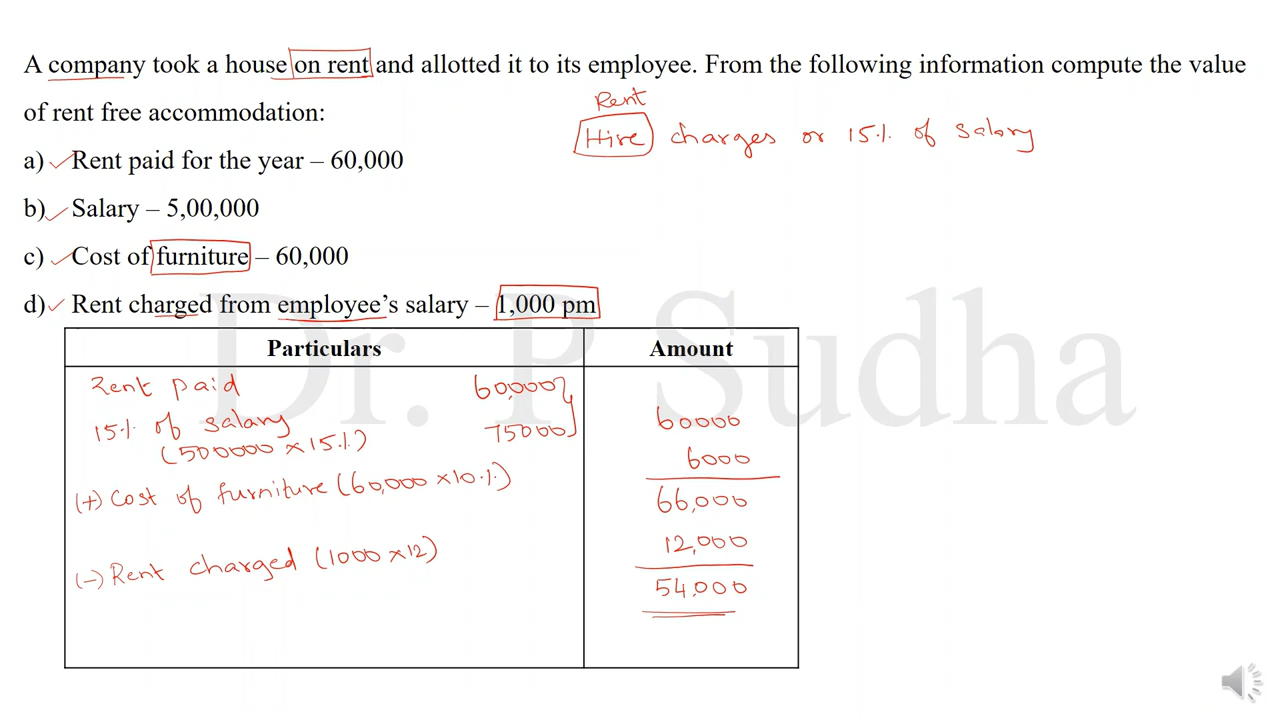 A company took a house on rent and allotted it to its employee. From the following information compute the value
of rent free accommodation:
Rent
Hire charges or 15% of salary
a) ✓Rent paid for the year – 60,000
b) ✓Salary – 5,00,000
c) ✓Cost of furniture – 60,000
d) ✓Rent charged from employee’s salary – 1,000 pm
Dr. P Sudha
Particulars Amount
Rent paid 60,000
15% of salary 75000 60000
(500000 × 15%)
(+) Cost of furniture (60,000 × 10%) 6000
66,000
(-) Rent charged (1000 × 12) 12,000
54,000